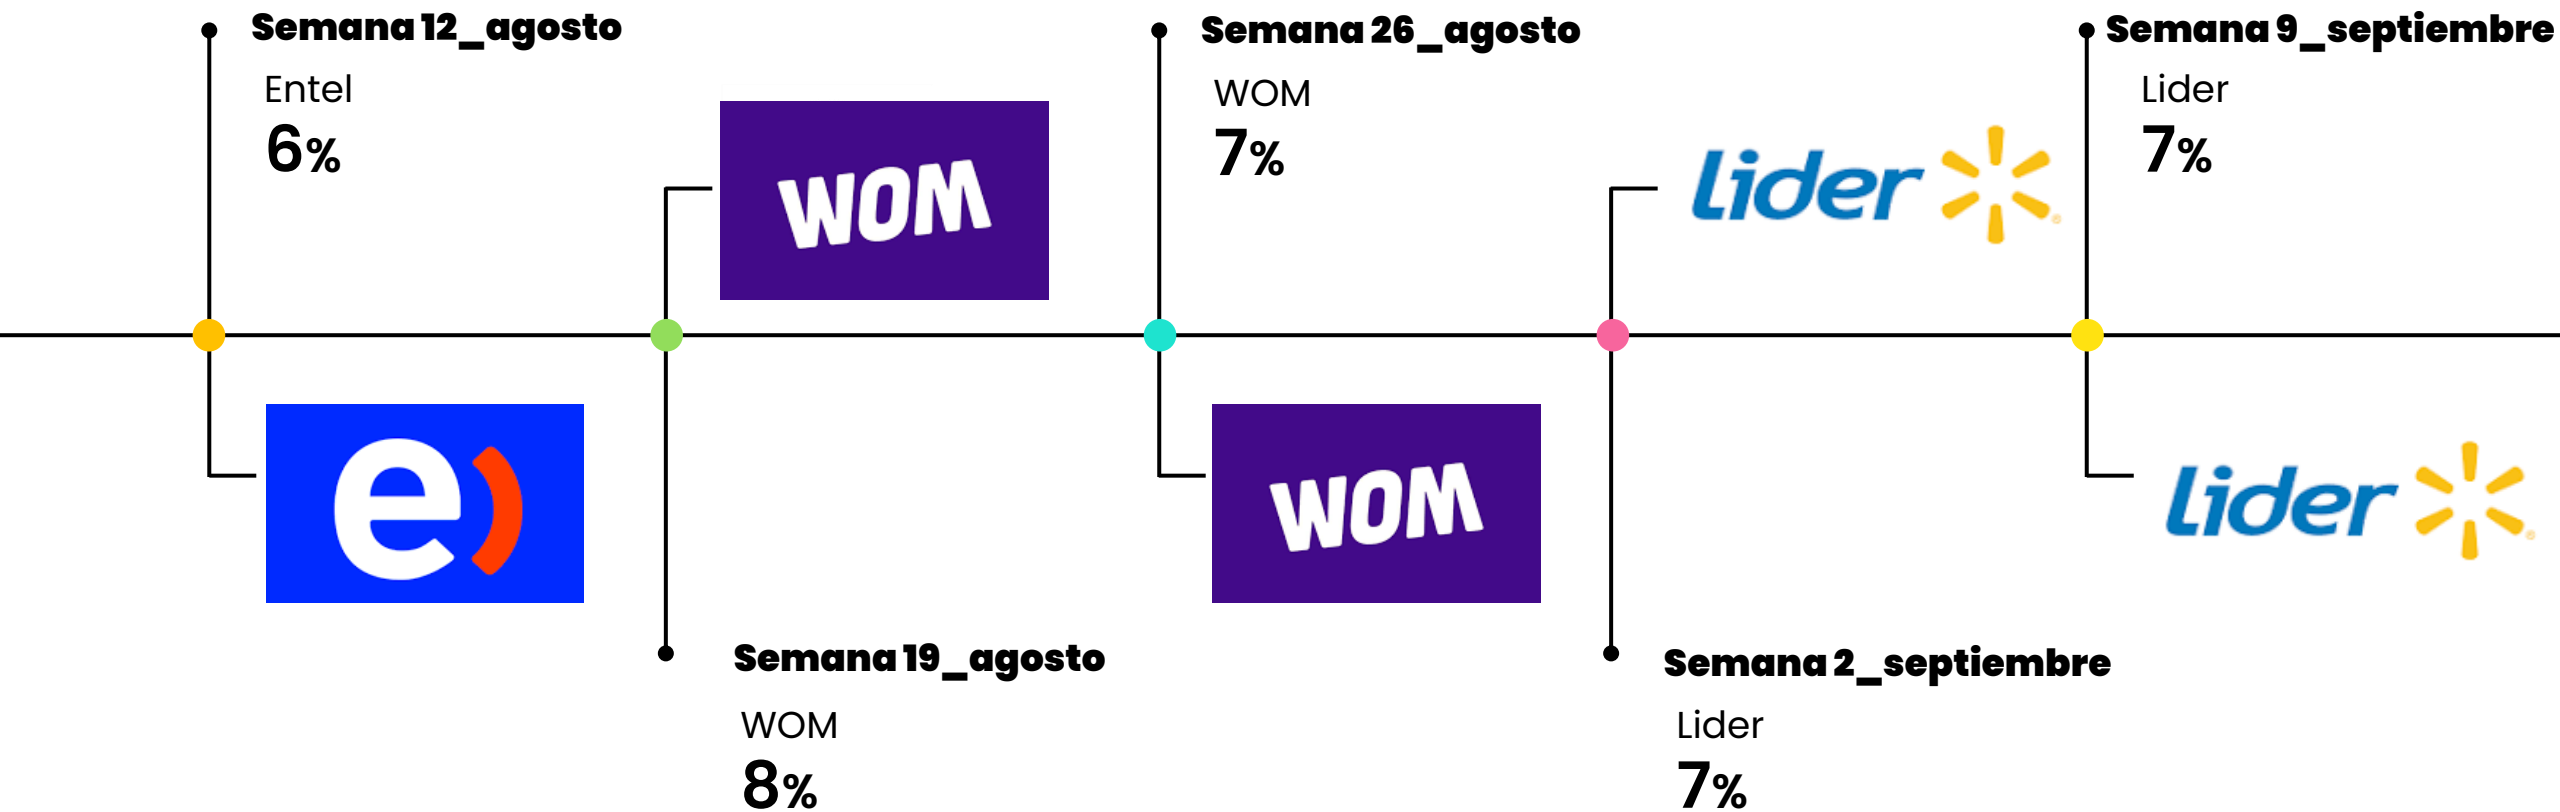 Semana 12_agosto
Entel
6%
e)
WOM
Semana 19_agosto
WOM
8%
Semana 26_agosto
WOM
7%
WOM
Lider
Semana 2_septiembre
Lider
7%
Semana 9_septiembre
Lider
7%
Lider